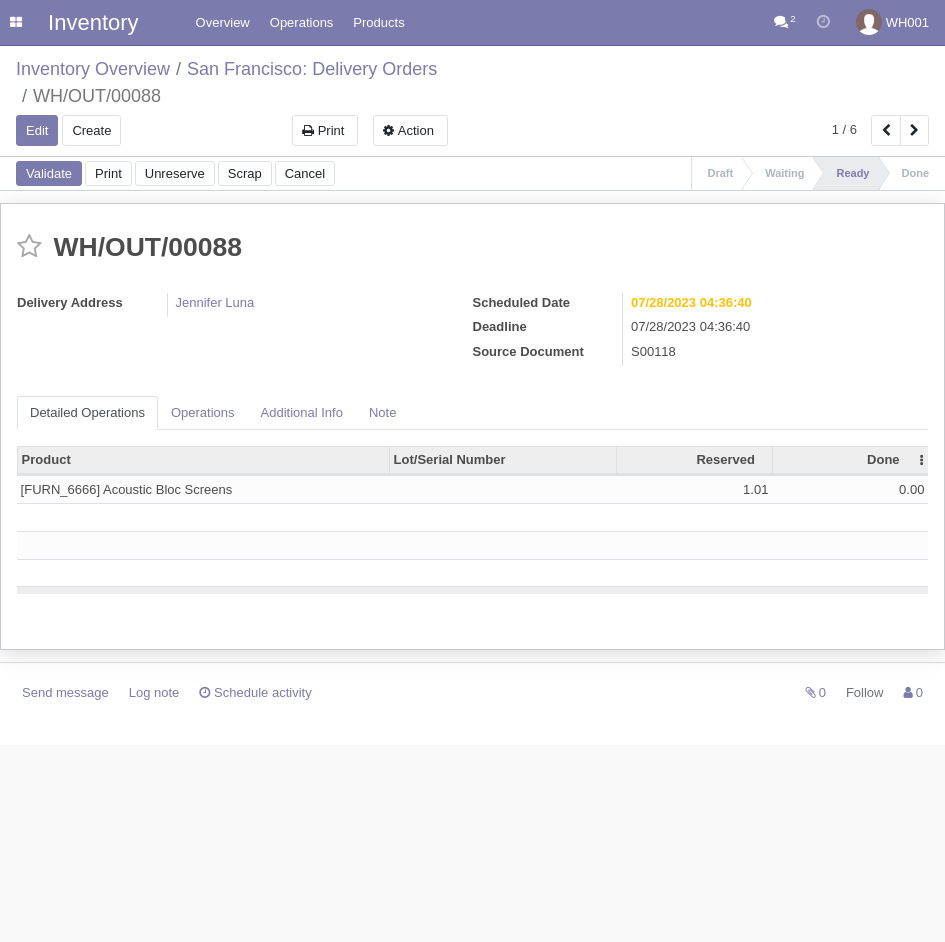 Inventory Overview Operations Products 2 WH001
Inventory Overview / San Francisco: Delivery Orders
/ WH/OUT/00088
Edit Create Print Action 1 / 6
Validate Print Unreserve Scrap Cancel Draft Waiting Ready Done
WH/OUT/00088
Delivery Address Jennifer Luna Scheduled Date 07/28/2023 04:36:40
Deadline 07/28/2023 04:36:40
Source Document S00118
Detailed Operations Operations Additional Info Note
Product Lot/Serial Number Reserved Done
[FURN_6666] Acoustic Bloc Screens 1.01 0.00
Send message Log note Schedule activity 0 Follow 0